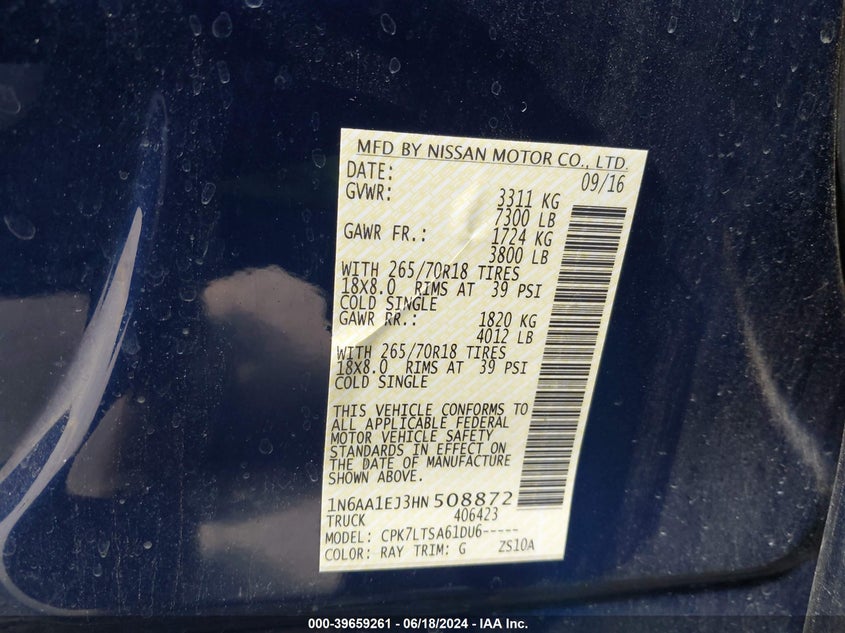 MFD BY NISSAN MOTOR CO., LTD.
DATE: 09/16
GVWR: 3311 KG
7300 LB
GAWR FR.: 1724 KG
3800 LB
WITH 265/70R18 TIRES
18X8.0 RIMS AT 39 PSI
COLD SINGLE
GAWR RR.: 1820 KG
4012 LB
WITH 265/70R18 TIRES
18X8.0 RIMS AT 39 PSI
COLD SINGLE
THIS VEHICLE CONFORMS TO
ALL APPLICABLE FEDERAL
MOTOR VEHICLE SAFETY
STANDARDS IN EFFECT ON
THE DATE OF MANUFACTURE
SHOWN ABOVE.
1N6AA1EJ3HN508872
TRUCK 406423
MODEL: CPK7LTSA61DU6-----
COLOR: RAY TRIM: G ZS10A
000-39659261 - 06/18/2024 - IAA Inc.